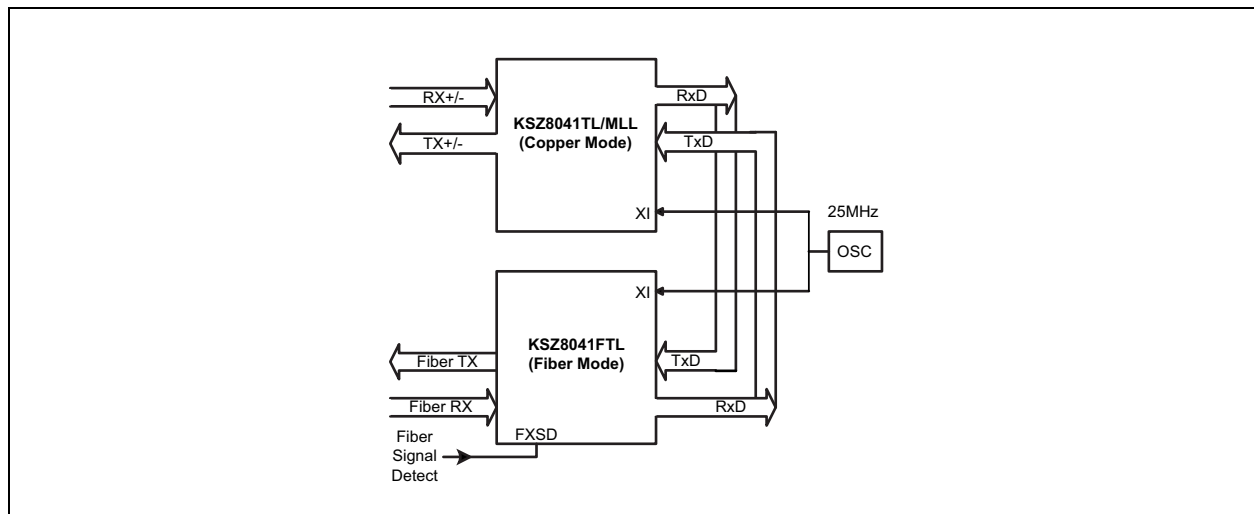 RX+/-
TX+/-
KSZ8041TL/MLL
(Copper Mode)
RxD
TxD
XI
25MHz
OSC
XI
KSZ8041FTL
(Fiber Mode)
Fiber TX
Fiber RX
TxD
RxD
FXSD
Fiber
Signal
Detect